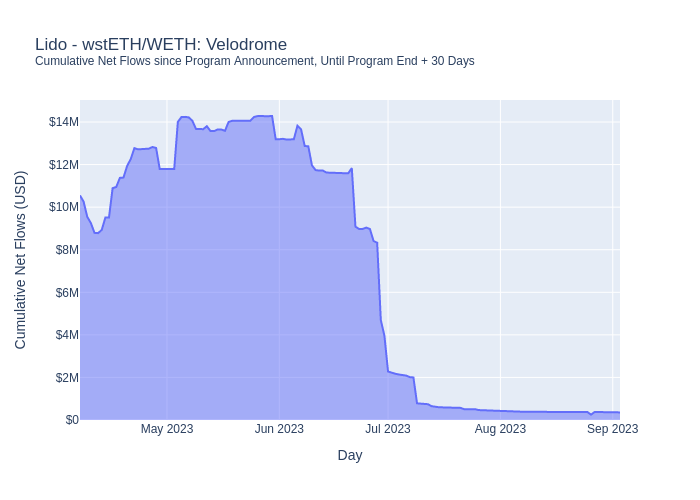 Lido - wstETH/WETH: Velodrome
Cumulative Net Flows since Program Announcement, Until Program End + 30 Days
Cumulative Net Flows (USD)
$14M
$12M
$10M
$8M
$6M
$4M
$2M
$0
May 2023
Jun 2023
Jul 2023
Aug 2023
Sep 2023
Day